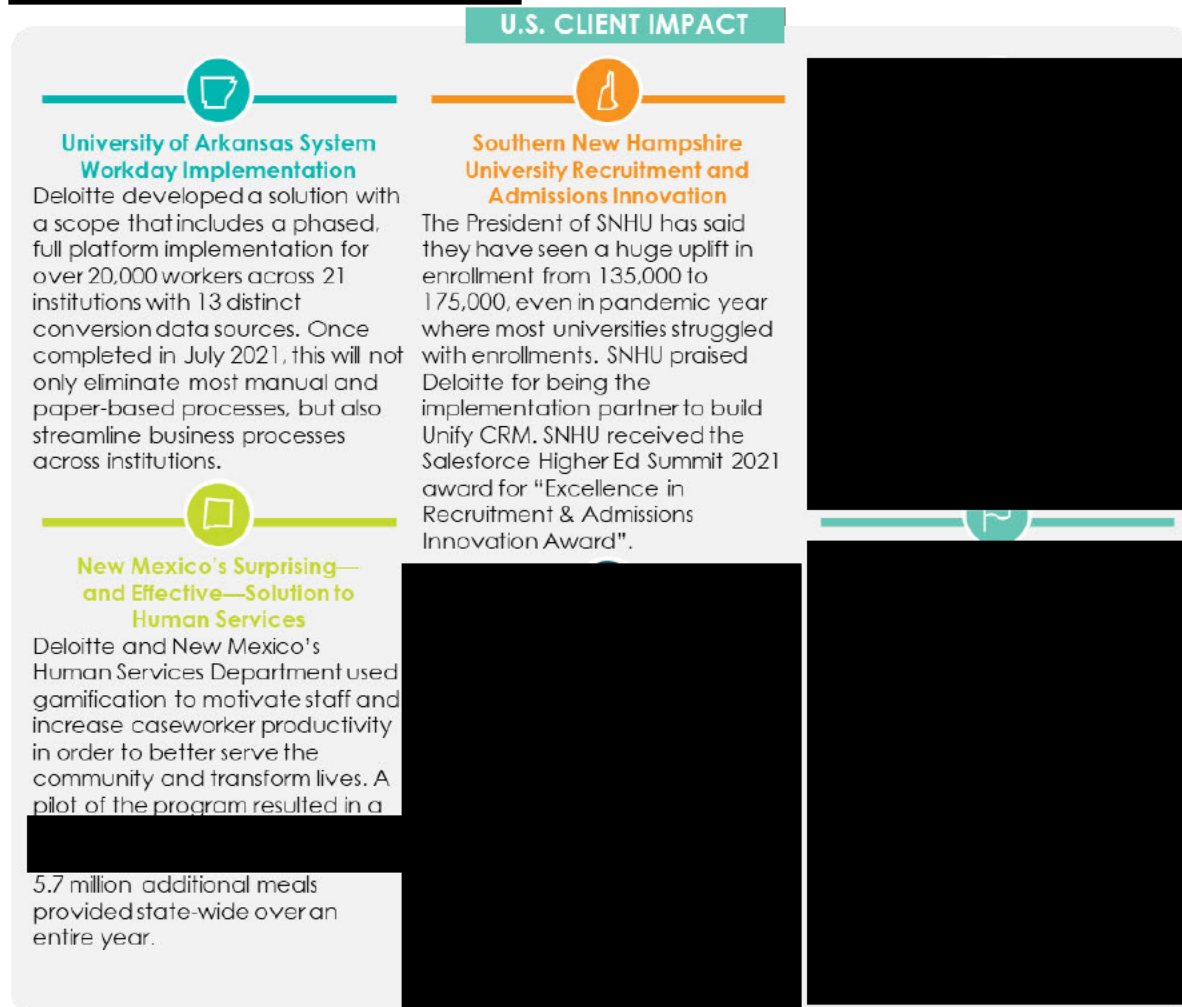 U.S. CLIENT IMPACT
University of Arkansas System
Workday Implementation
Deloitte developed a solution with
a scope that includes a phased,
full platform implementation for
over 20,000 workers across 21
institutions with 13 distinct
conversion data sources. Once
completed in July 2021, this will not
only eliminate most manual and
paper-based processes, but also
streamline business processes
across institutions.
New Mexico's Surprising—
and Effective—Solution to
Human Services
Deloitte and New Mexico's
Human Services Department used
gamification to motivate staff and
increase caseworker productivity
in order to better serve the
community and transform lives. A
pilot of the program resulted in a
5.7 million additional meals
provided state-wide over an
entire year.
Southern New Hampshire
University Recruitment and
Admissions Innovation
The President of SNHU has said
they have seen a huge uplift in
enrollment from 135,000 to
175,000, even in pandemic year
where most universities struggled
with enrollments. SNHU praised
Deloitte for being the
implementation partner to build
Unify CRM. SNHU received the
Salesforce Higher Ed Summit 2021
award for “Excellence in
Recruitment & Admissions
Innovation Award”.